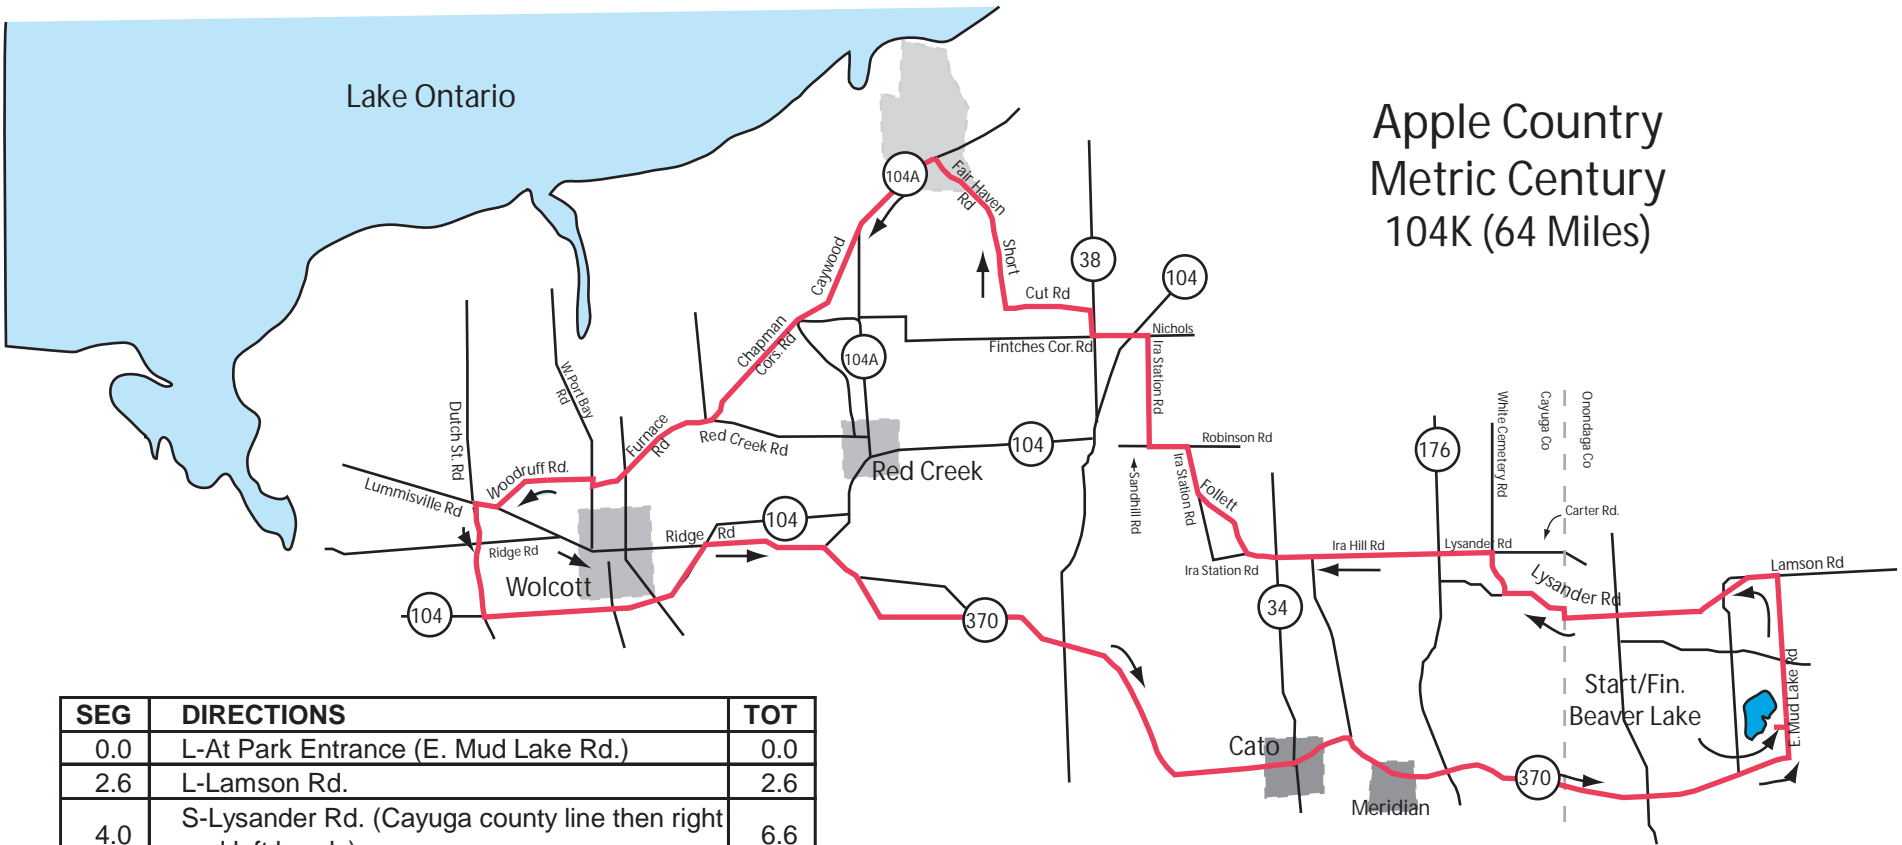 Lake Ontario
Apple Country
Metric Century
104K (64 Miles)
104A
Fair Haven
Rd
Caywood
Short
38
104
Cut Rd
Nichols
Chapman
Cors. Rd
104A
Fintches Cor. Rd
Ira Station Rd
W. Port Bay
Rd
Dutch St. Rd
Furnace
Rd
Red Creek Rd
104
Robinson Rd
176
White Cemetery Rd
Cayuga Co
Onondaga Co
Woodruff Rd.
Red Creek
Lummisville Rd
Sandhill Rd
Ira Station Rd
Follett
Carter Rd.
104
Ridge Rd
Ridge Rd
Ira Hill Rd
Lysander Rd
Ira Station Rd
Lysander Rd
Lamson Rd
Wolcott
104
34
370
Start/Fin.
Beaver Lake
E. Mud Lake Rd
Cato
370
Meridian
SEG DIRECTIONS TOT
0.0 L-At Park Entrance (E. Mud Lake Rd.) 0.0
2.6 L-Lamson Rd. 2.6
4.0 S-Lysander Rd. (Cayuga county line then right 6.6